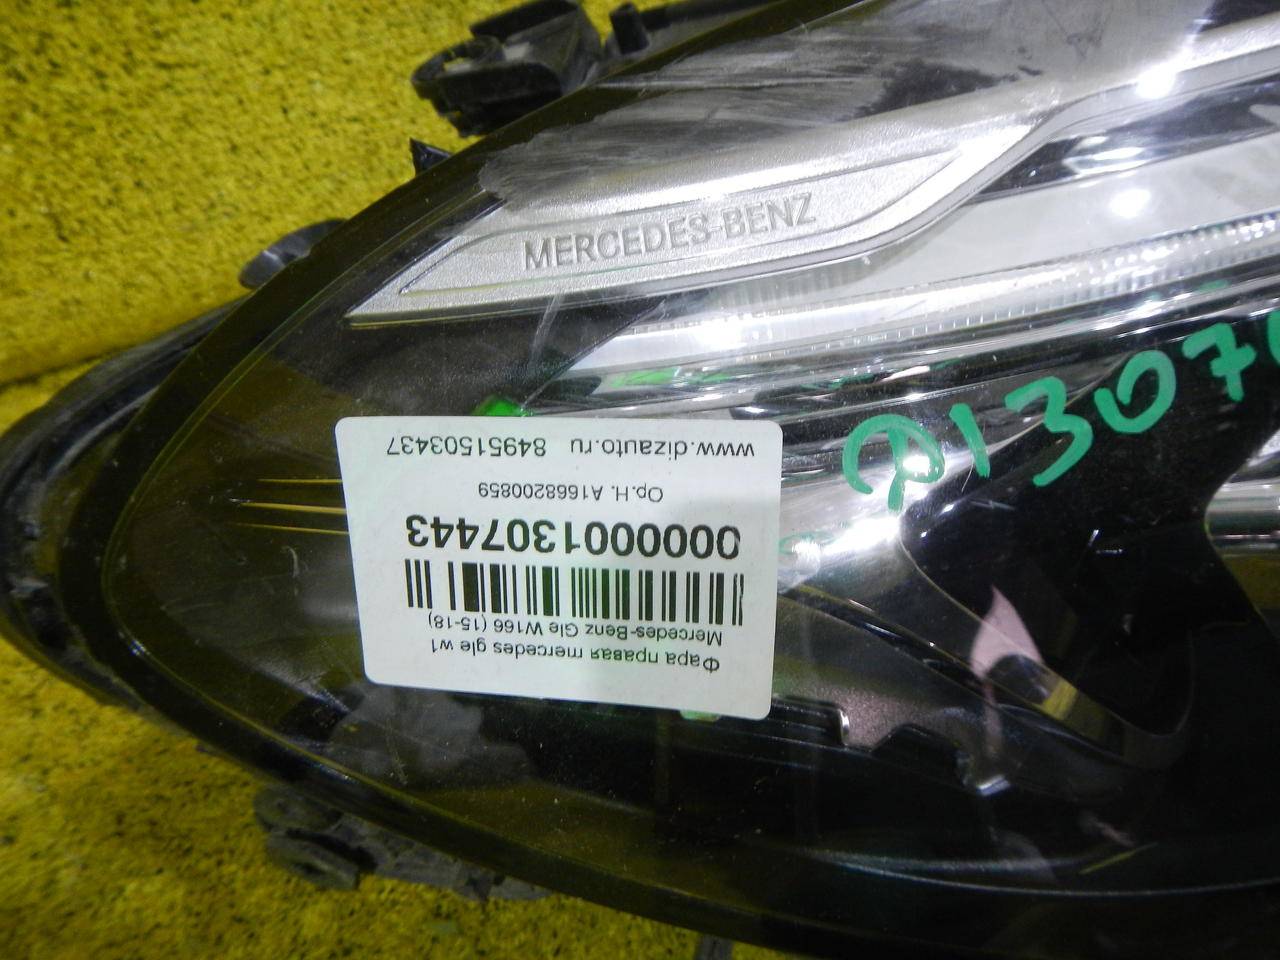 MERCEDES-BENZ
Фара правая mercedes gle w1
Mercedes-Benz Gle W166 (15-18)
0000001307443
Ор.Н. A1668200859
www.dizauto.ru 84951503437